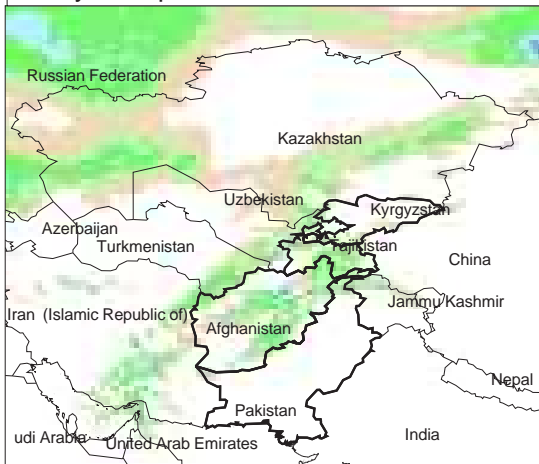 Russian Federation
Kazakhstan
Uzbekistan
Kyrgyzstan
Azerbaijan
Turkmenistan
Tajikistan
China
Jammu/Kashmir
Iran (Islamic Republic of)
Afghanistan
Nepal
Pakistan
udi Arabia
United Arab Emirates
India